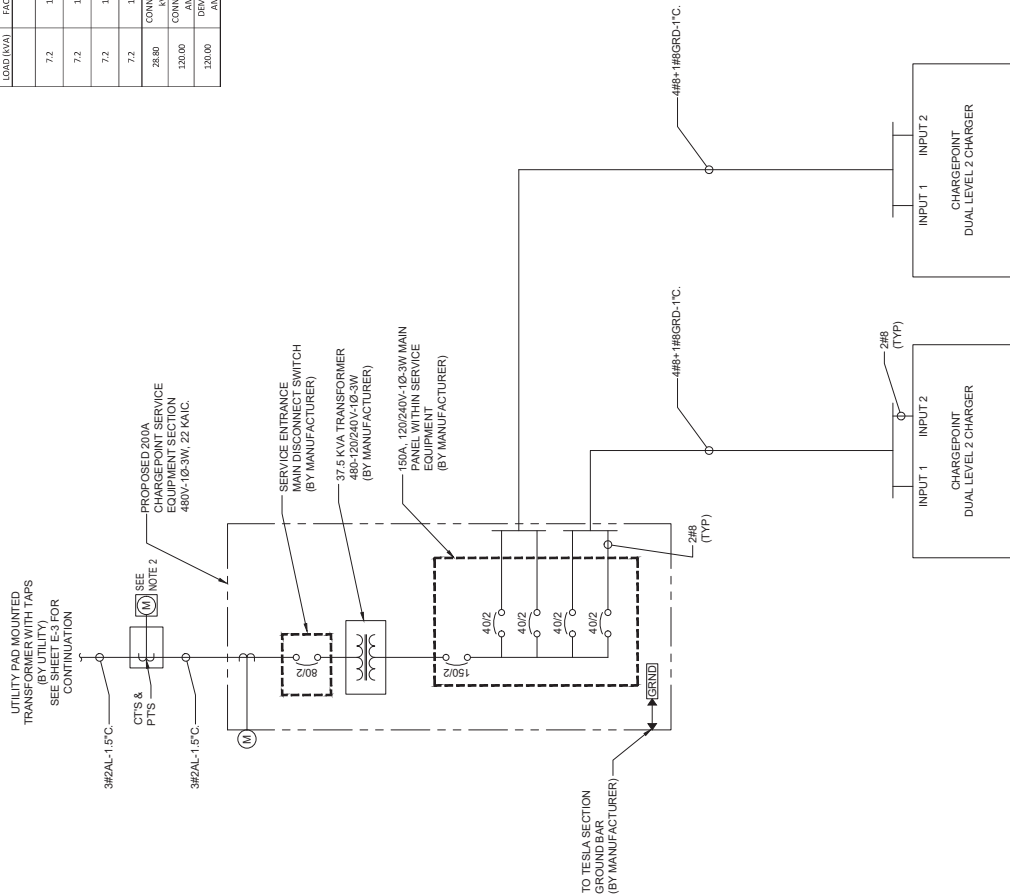 LOAD (kVA)
7.2
7.2
7.2
7.2
28.80
120.00
120.00
UTILITY PAD MOUNTED
TRANSFORMER WITH TAPS
(BY UTILITY)
SEE SHEET E-3 FOR
CONTINUATION
3#2AL-1.5"C.
CT'S &
PT'S
M
SEE
NOTE 2
3#2AL-1.5"C.
PROPOSED 200A
CHARGEPOINT SERVICE
EQUIPMENT SECTION
480V-1Ø-3W, 22 KAIC.
M
80/2
SERVICE ENTRANCE
MAIN DISCONNECT SWITCH
(BY MANUFACTURER)
37.5 KVA TRANSFORMER
480-120/240V-1Ø-3W
(BY MANUFACTURER)
150A, 120/240V-1Ø-3W MAIN
PANEL WITHIN SERVICE
EQUIPMENT
(BY MANUFACTURER)
150/2
40/2
40/2
40/2
40/2
2#8
(TYP)
GRND
TO TESLA SECTION
GROUND BAR
(BY MANUFACTURER)
4#8+1#8GRD-1"C.
4#8+1#8GRD-1"C.
2#8
(TYP)
INPUT 1
INPUT 2
CHARGEPOINT
DUAL LEVEL 2 CHARGER
INPUT 1
INPUT 2
CHARGEPOINT
DUAL LEVEL 2 CHARGER